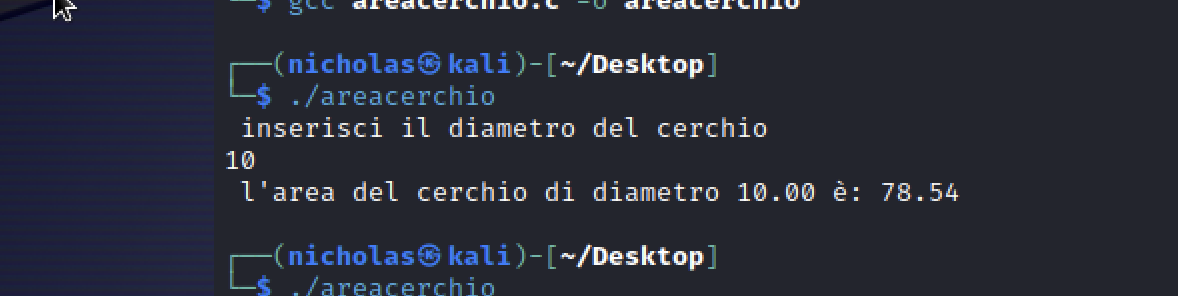 └─$ gcc areacerchio.c -o areacerchio
┌──(nicholas㉿kali)-[~/Desktop]
└─$ ./areacerchio
inserisci il diametro del cerchio
10
l'area del cerchio di diametro 10.00 è: 78.54
┌──(nicholas㉿kali)-[~/Desktop]
└─$ ./areacerchio